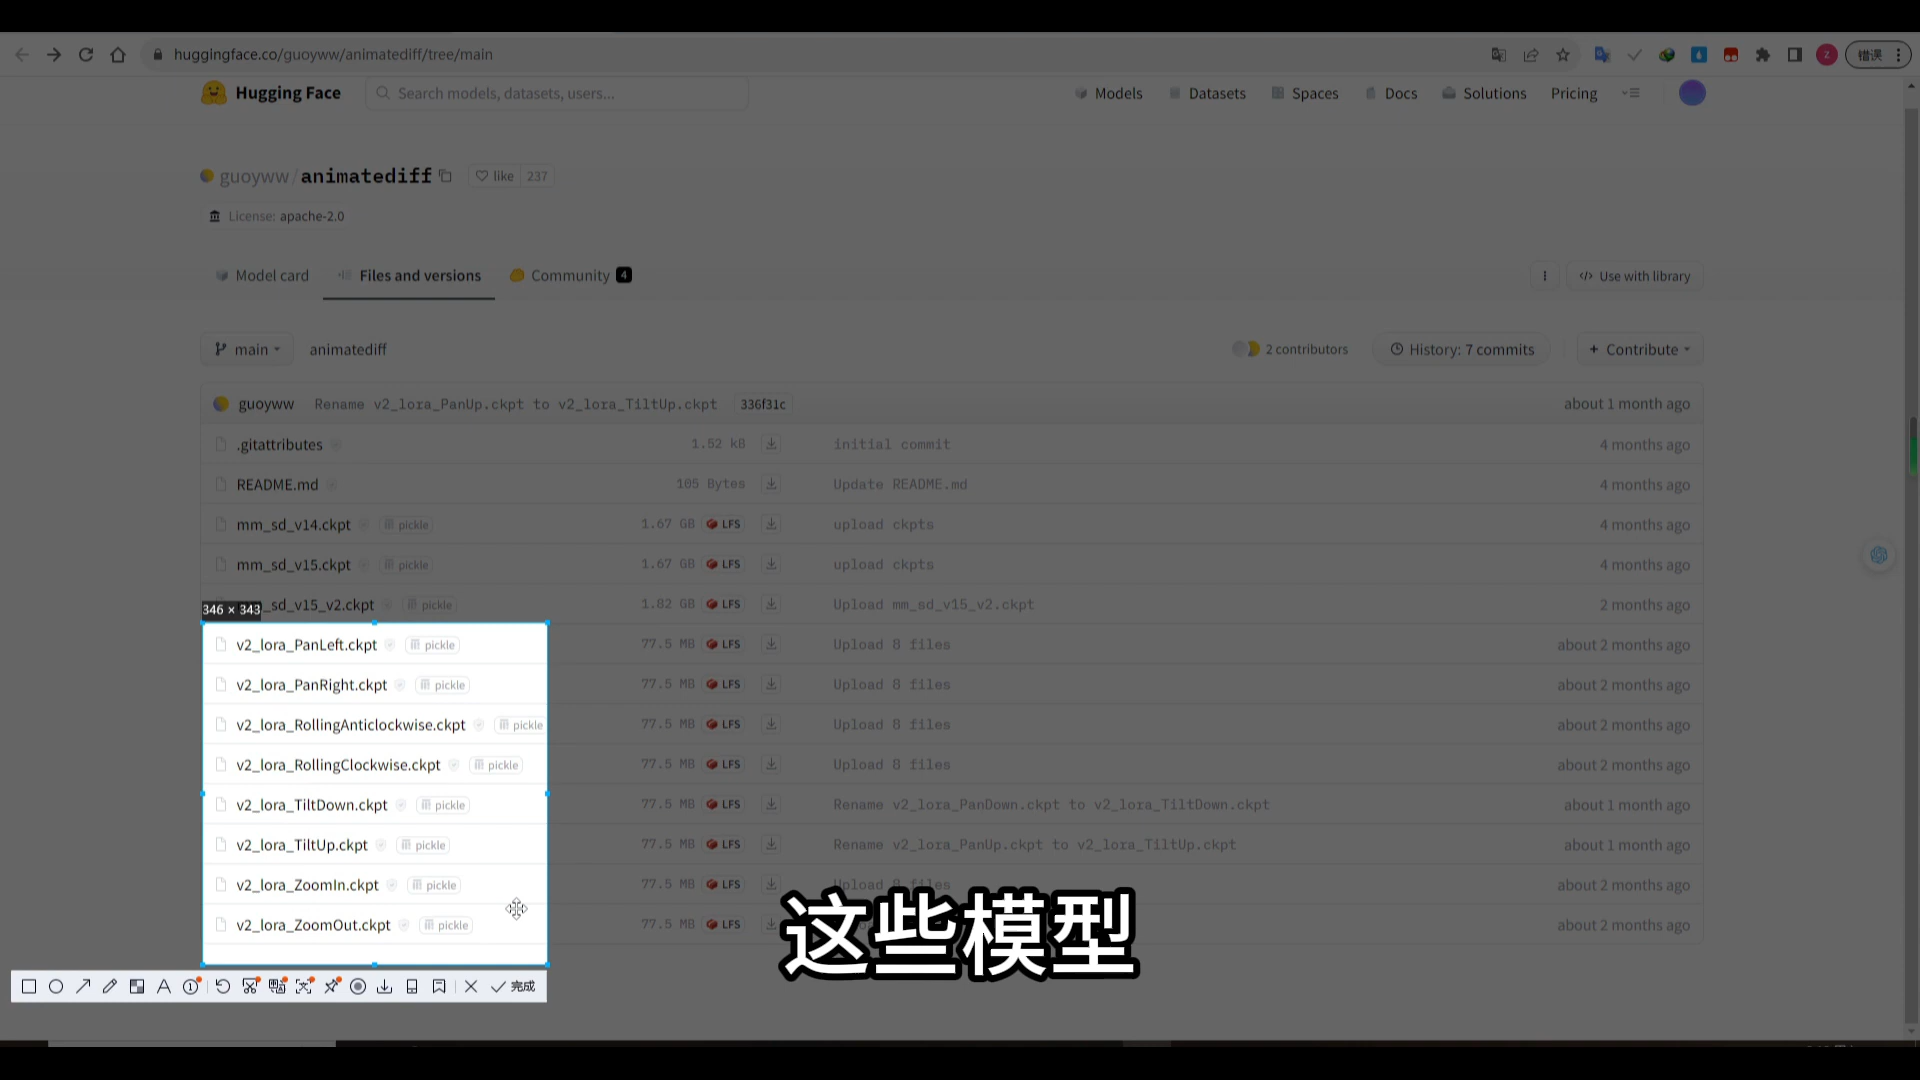 huggingface.co/guoyww/animatediff/tree/main
错误
Hugging Face
Search models, datasets, users...
Models
Datasets
Spaces
Docs
Solutions
Pricing
guoyww/animatediff
like 237
License: apache-2.0
Model card
Files and versions
Community 4
Use with library
main
animatediff
2 contributors
History: 7 commits
+ Contribute
guoyww Rename v2_lora_PanUp.ckpt to v2_lora_TiltUp.ckpt 336f31c about 1 month ago
.gitattributes 1.52 kB initial commit 4 months ago
README.md 105 Bytes Update README.md 4 months ago
mm_sd_v14.ckpt pickle 1.67 GB LFS upload ckpts 4 months ago
mm_sd_v15.ckpt pickle 1.67 GB LFS upload ckpts 4 months ago
346 × 343
_sd_v15_v2.ckpt pickle 1.82 GB LFS Upload mm_sd_v15_v2.ckpt 2 months ago
v2_lora_PanLeft.ckpt pickle 77.5 MB LFS Upload 8 files about 2 months ago
v2_lora_PanRight.ckpt pickle 77.5 MB LFS Upload 8 files about 2 months ago
v2_lora_RollingAnticlockwise.ckpt pickle 77.5 MB LFS Upload 8 files about 2 months ago
v2_lora_RollingClockwise.ckpt pickle 77.5 MB LFS Upload 8 files about 2 months ago
v2_lora_TiltDown.ckpt pickle 77.5 MB LFS Rename v2_lora_PanDown.ckpt to v2_lora_TiltDown.ckpt about 1 month ago
v2_lora_TiltUp.ckpt pickle 77.5 MB LFS Rename v2_lora_PanUp.ckpt to v2_lora_TiltUp.ckpt about 1 month ago
v2_lora_ZoomIn.ckpt pickle 77.5 MB LFS Upload 8 files about 2 months ago
v2_lora_ZoomOut.ckpt pickle 77.5 MB LFS about 2 months ago
这些模型
完成